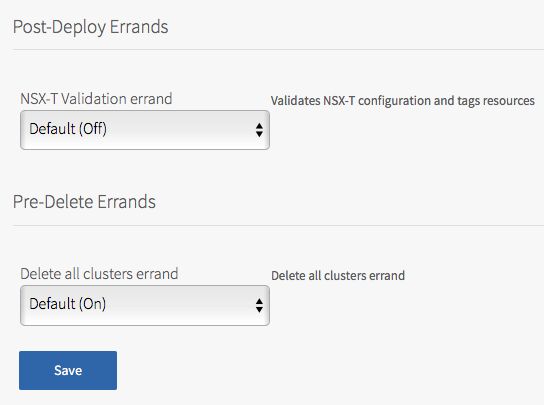 Post-Deploy Errands
NSX-T Validation errand
Validates NSX-T configuration and tags resources
Default (Off)
Pre-Delete Errands
Delete all clusters errand
Delete all clusters errand
Default (On)
Save